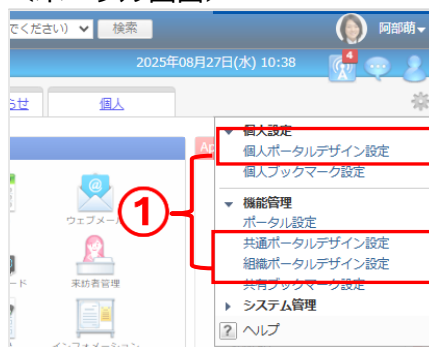 でください）
検索
阿部萌
2025年08月27日(水) 10:38
4
らせ
個人
個人設定
個人ポータルデザイン設定
個人ブックマーク設定
機能管理
ポータル設定
共通ポータルデザイン設定
組織ポータルデザイン設定
共有ブックマーク設定
システム管理
? ヘルプ
①
ウェブメール
ード
来訪者管理
インフォメーション